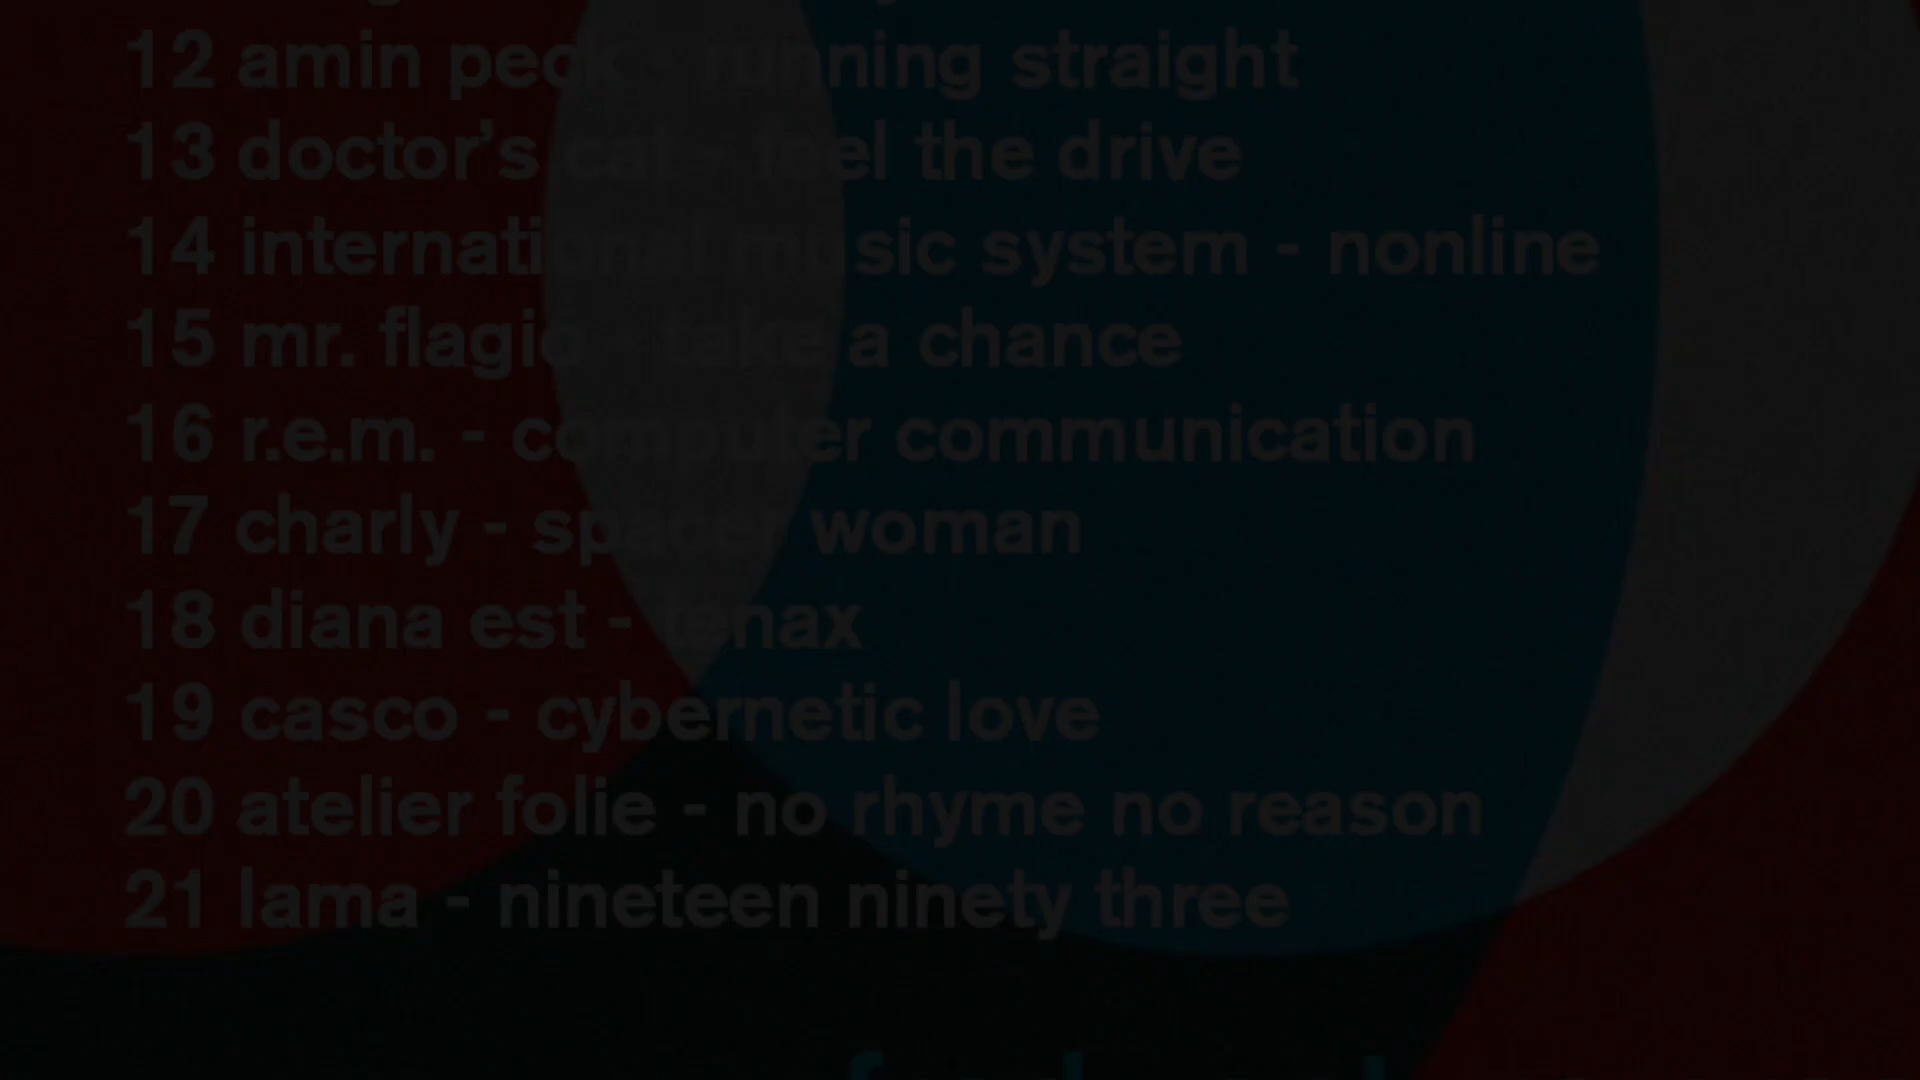 12 amin peck - running straight
13 doctor's cat - feel the drive
14 international music system - nonline
15 mr. flagio - take a chance
16 r.e.m. - computer communication
17 charly - spacer woman
18 diana est - tenax
19 casco - cybernetic love
20 atelier folie - no rhyme no reason
21 lama - nineteen ninety three